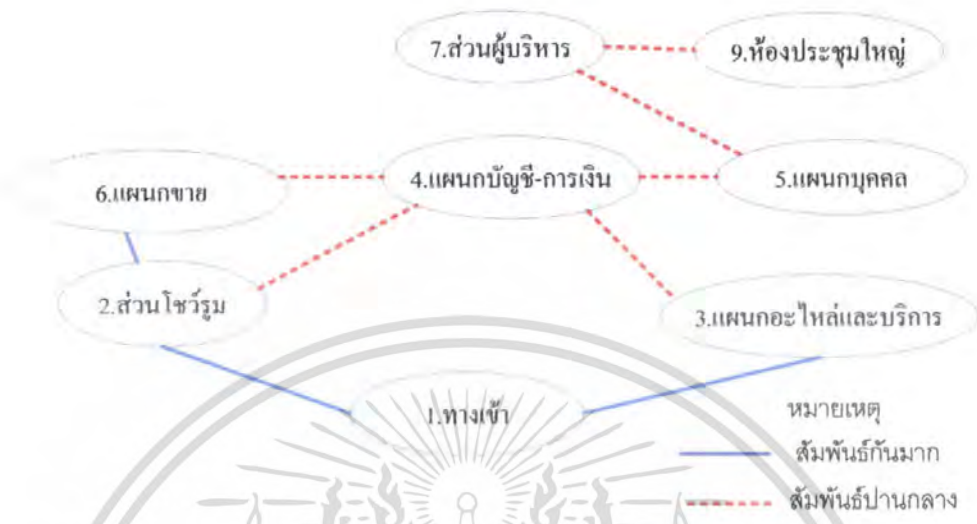 7.ส่วนผู้บริหาร
9.ห้องประชุมใหญ่
6.แผนกขาย
4.แผนกบัญชี-การเงิน
5.แผนกบุคคล
2.ส่วนโชว์รูม
3.แผนกอะไหล่และบริการ
1.ทางเข้า
หมายเหตุ
สัมพันธ์กันมาก
สัมพันธ์ปานกลาง